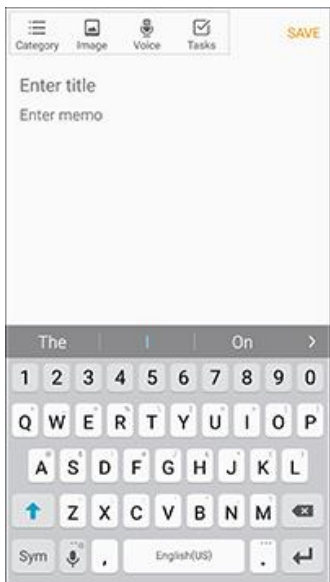 Category Image Voice Tasks SAVE
Enter title
Enter memo
The I On
1 2 3 4 5 6 7 8 9 0
Q W E R T Y U I O P
A S D F G H J K L
Z X C V B N M
Sym , English(US) .